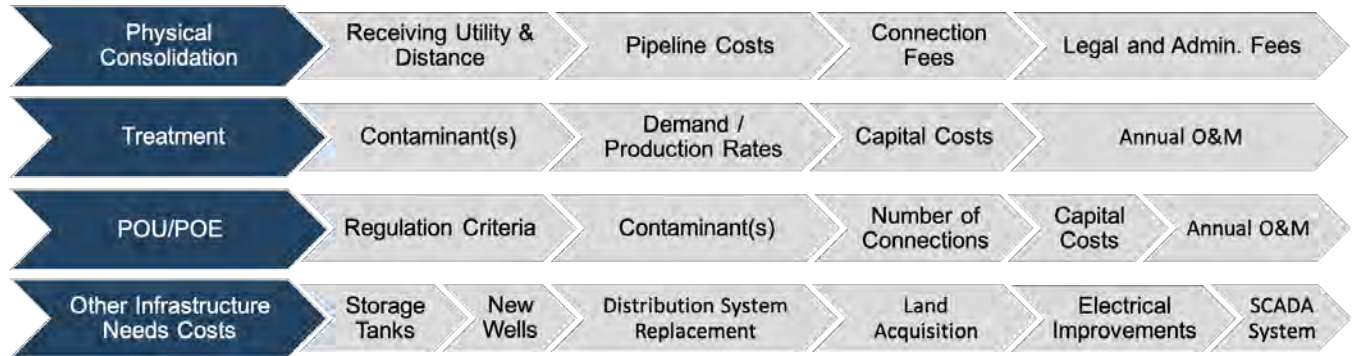 Physical
Consolidation
Receiving Utility &
Distance
Pipeline Costs
Connection
Fees
Legal and Admin. Fees
Treatment
Contaminant(s)
Demand /
Production Rates
Capital Costs
Annual O&M
POU/POE
Regulation Criteria
Contaminant(s)
Number of
Connections
Capital
Costs
Annual O&M
Other Infrastructure
Needs Costs
Storage
Tanks
New
Wells
Distribution System
Replacement
Land
Acquisition
Electrical
Improvements
SCADA
System